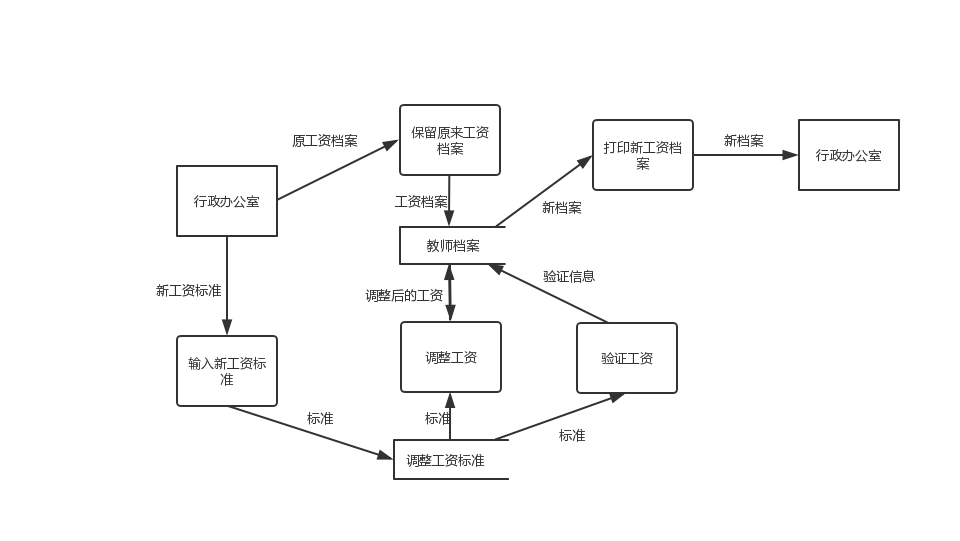 原工资档案
保留原来工资
档案
打印新工资档
案
新档案
行政办公室
行政办公室
工资档案
新档案
教师档案
新工资标准
调整后的工资
验证信息
输入新工资标
准
调整工资
验证工资
标准
标准
标准
调整工资标准